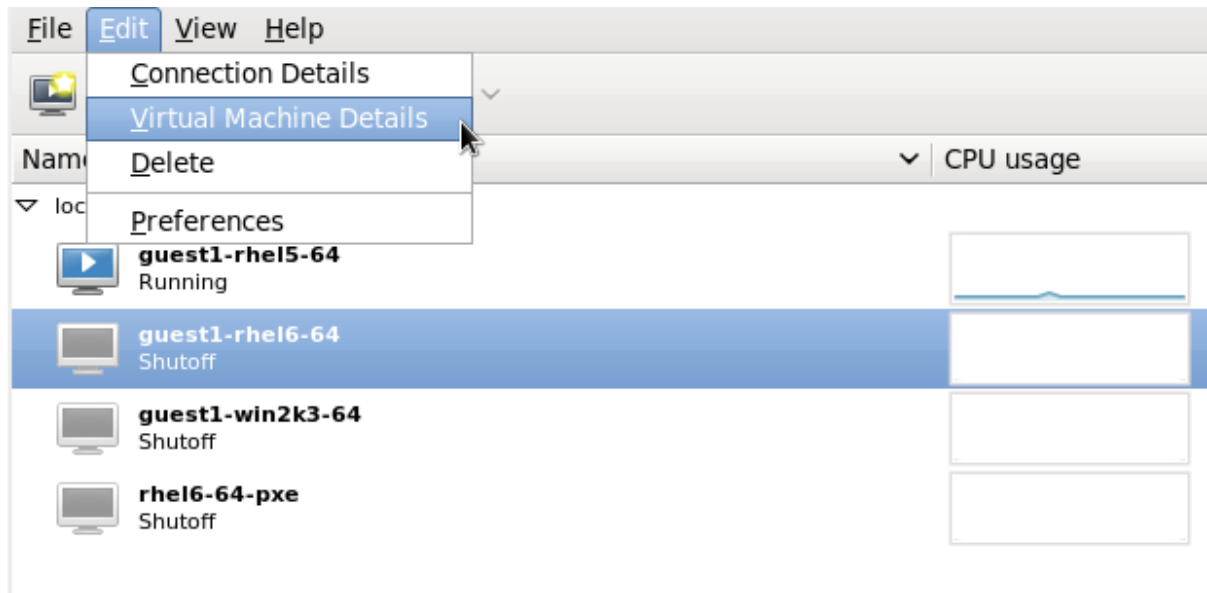 File Edit View Help
Connection Details
Virtual Machine Details
Delete
Preferences
CPU usage
guest1-rhel5-64
Running
guest1-rhel6-64
Shutoff
guest1-win2k3-64
Shutoff
rhel6-64-pxe
Shutoff